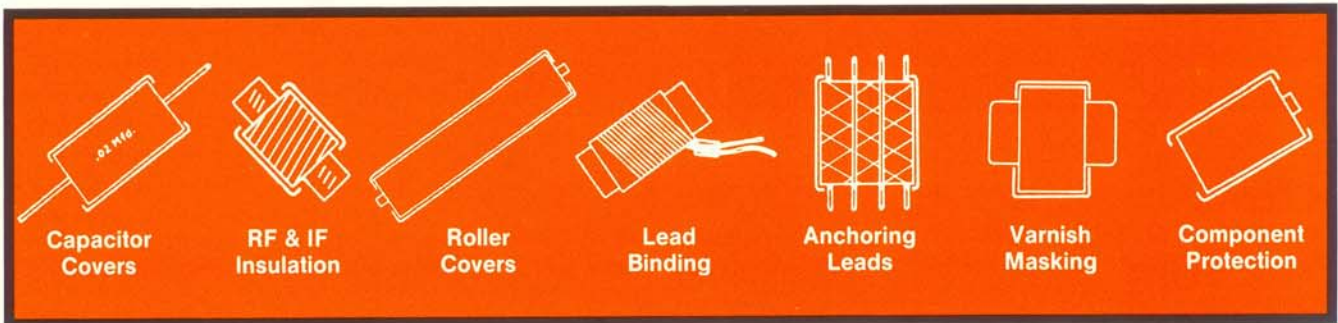 .02 Mfd.
Capacitor
Covers
RF & IF
Insulation
Roller
Covers
Lead
Binding
Anchoring
Leads
Varnish
Masking
Component
Protection